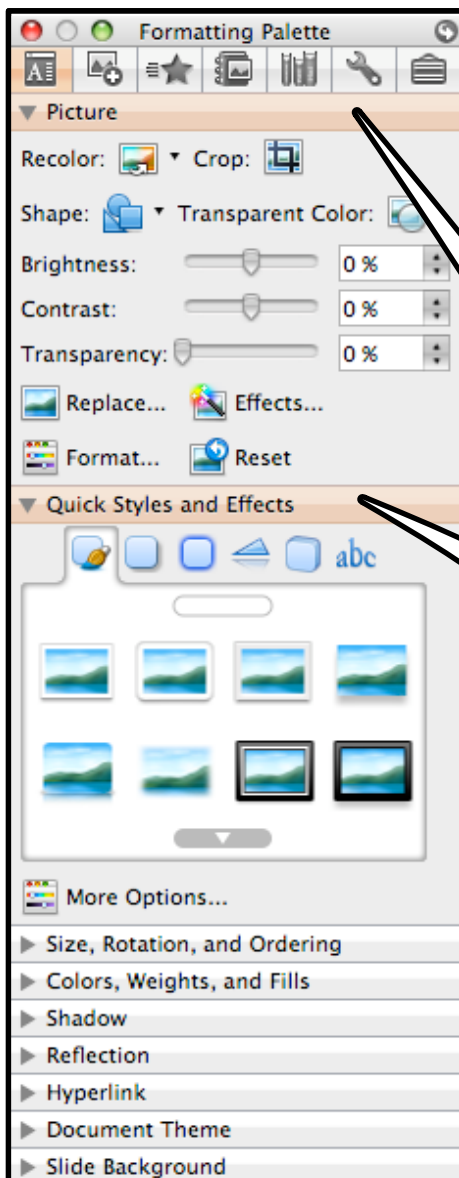 Formatting Palette
A
Picture
Recolor: Crop:
Shape: Transparent Color:
Brightness: 0 %
Contrast: 0 %
Transparency: 0 %
Replace... Effects...
Format... Reset
Quick Styles and Effects
abc
More Options...
Size, Rotation, and Ordering
Colors, Weights, and Fills
Shadow
Reflection
Hyperlink
Document Theme
Slide Background